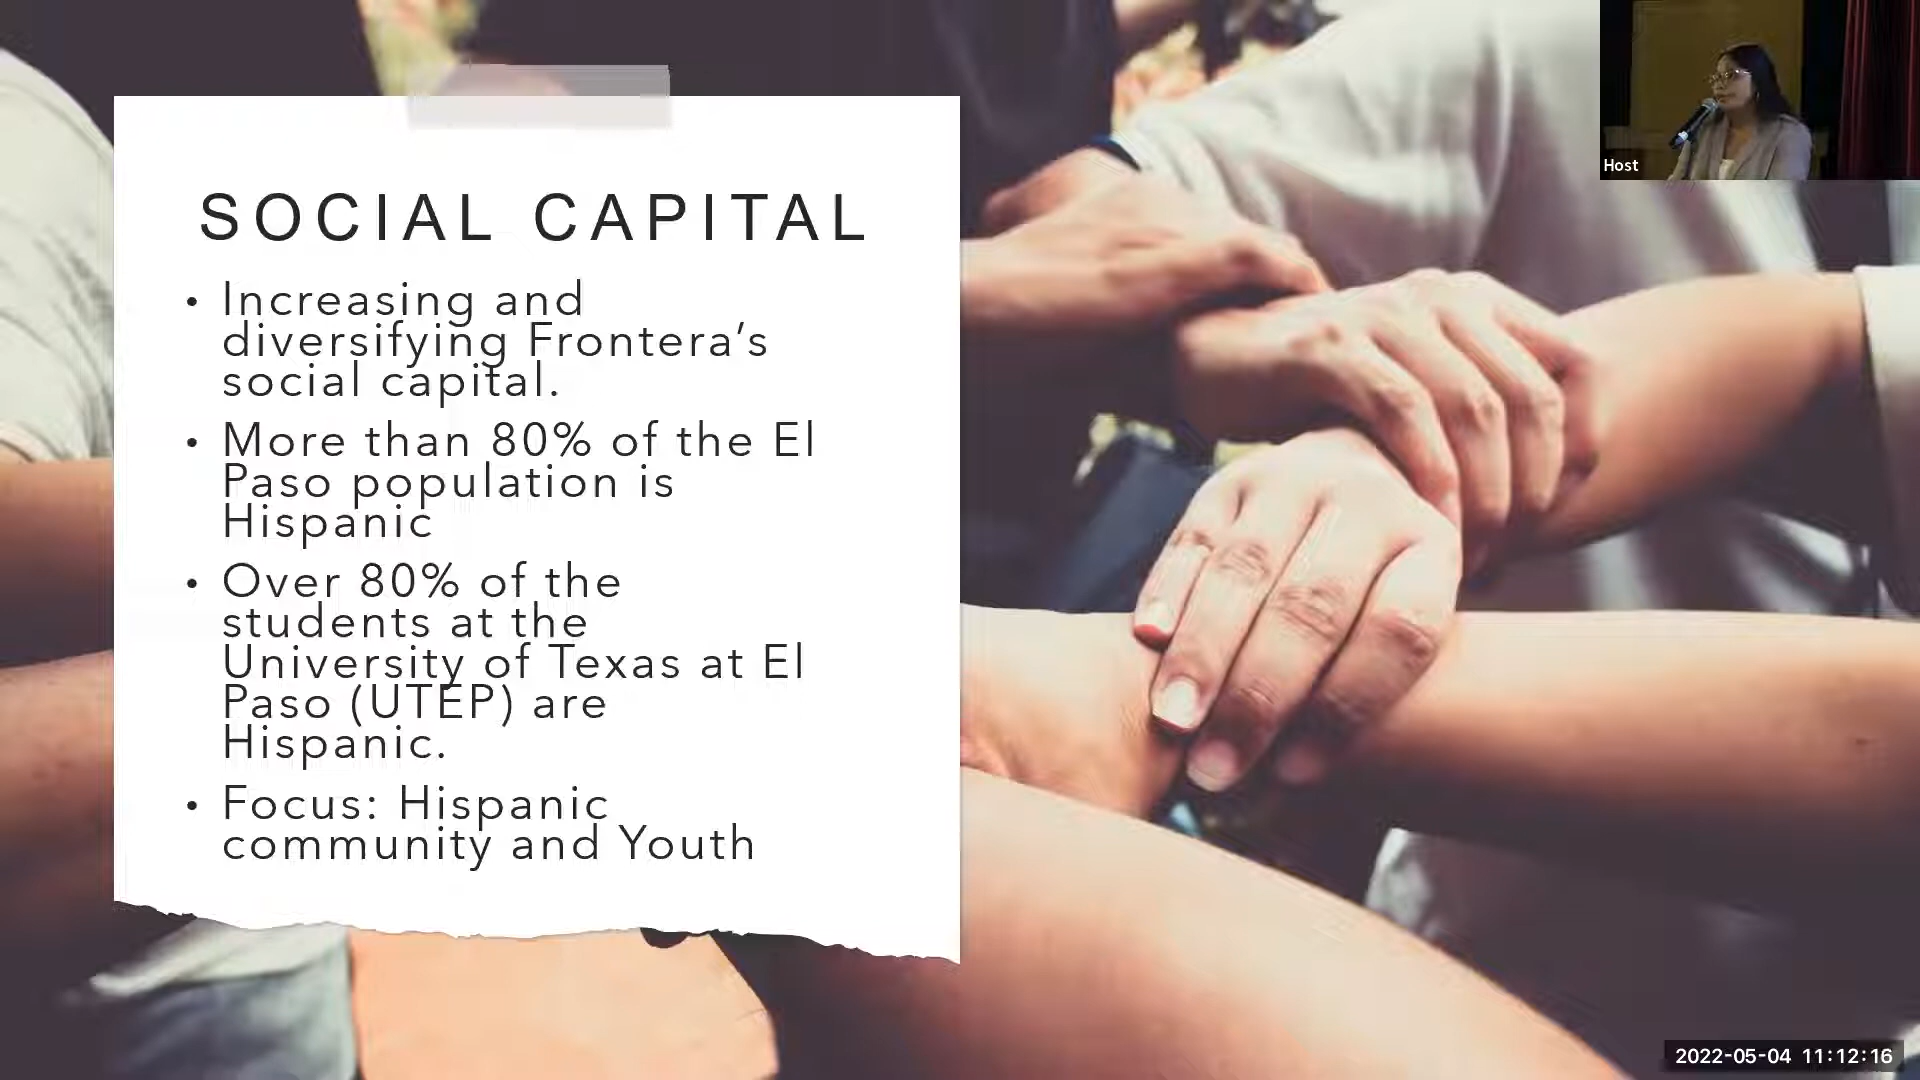 SOCIAL CAPITAL
• Increasing and
diversifying Frontera’s
social capital.
• More than 80% of the El
Paso population is
Hispanic
• Over 80% of the
students at the
University of Texas at El
Paso (UTEP) are
Hispanic.
• Focus: Hispanic
community and Youth
Host
2022-05-04 11:12:16